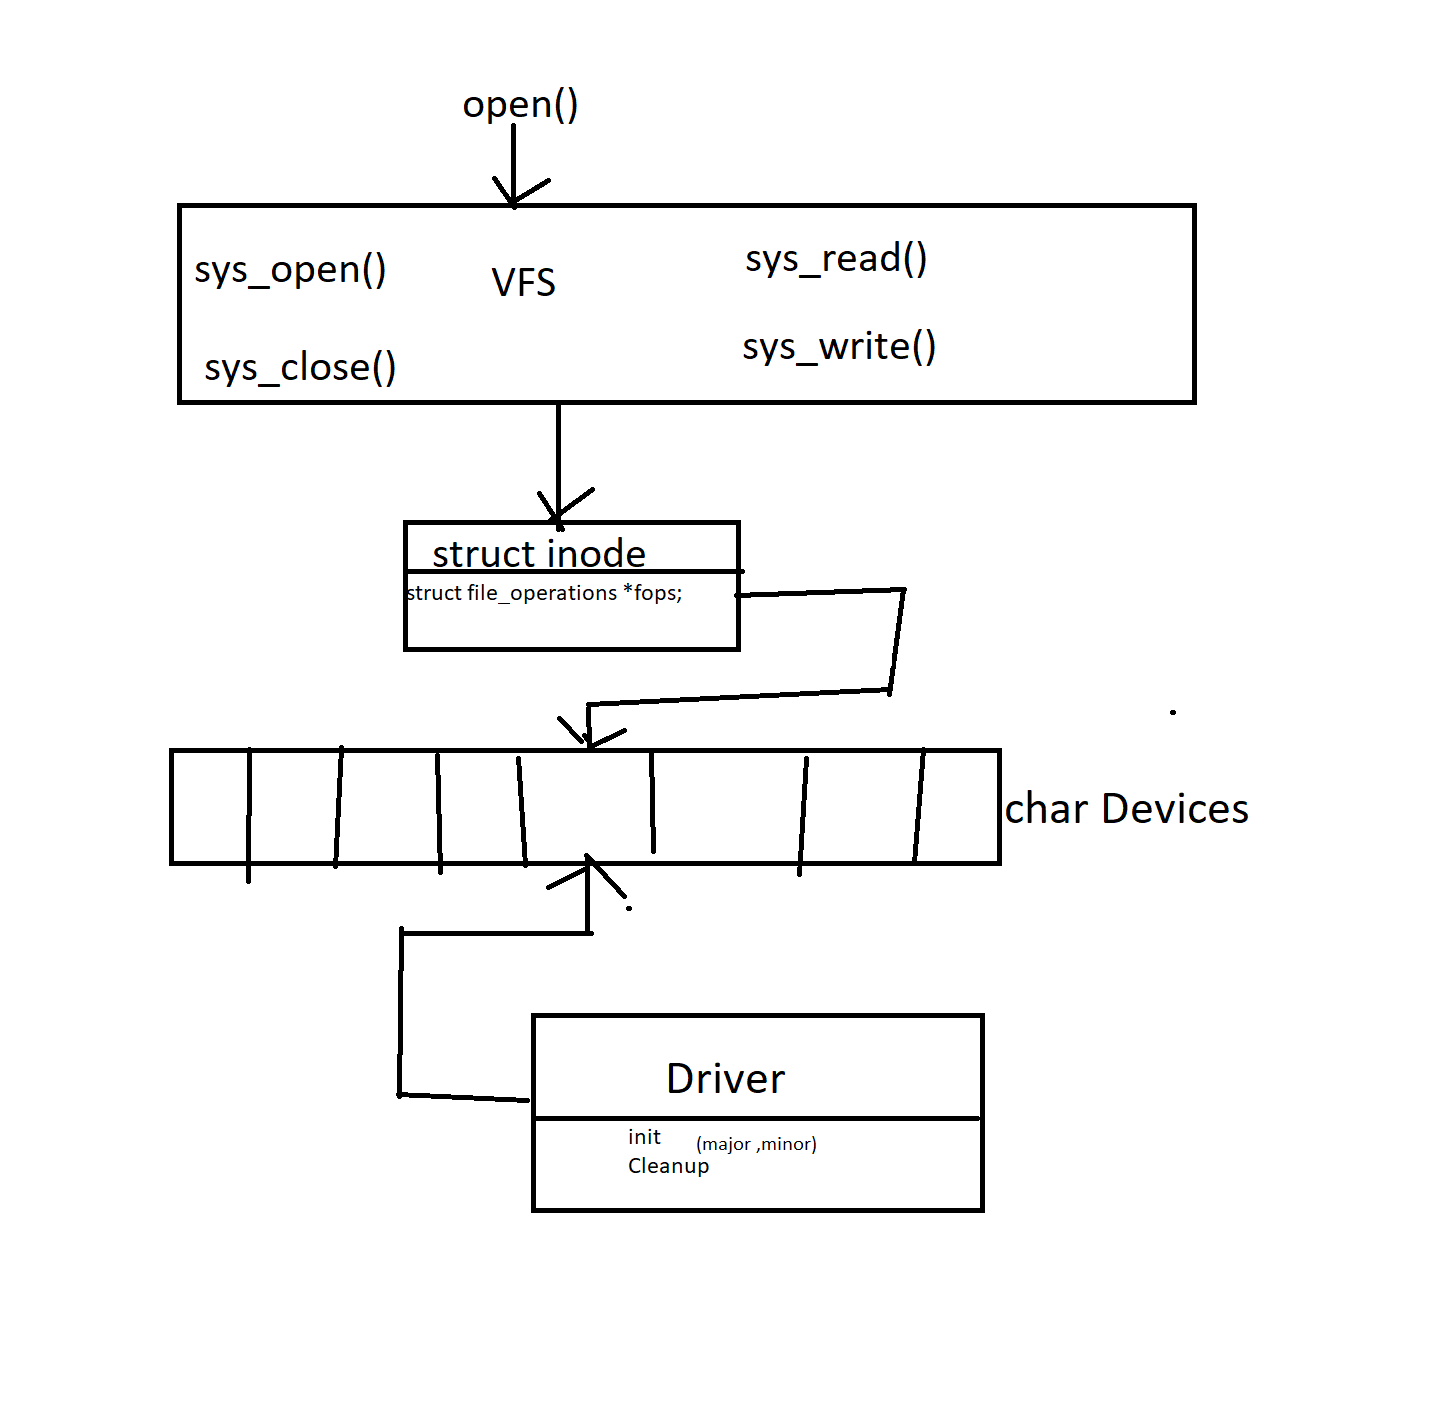 open()
sys_open()
VFS
sys_read()
sys_close()
sys_write()
struct inode
struct file_operations *fops;
char Devices
Driver
init
(major ,minor)
Cleanup